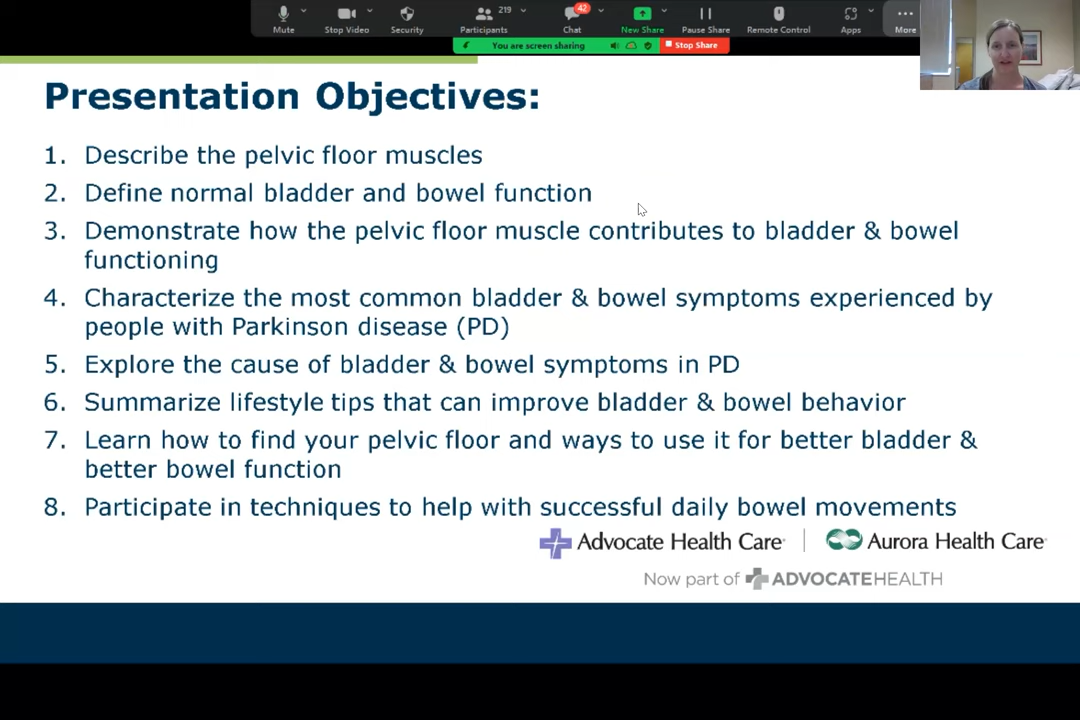 219
42
Mute
Stop Video
Security
Participants
Chat
New Share
Pause Share
Remote Control
Apps
More
You are screen sharing
Stop Share
Presentation Objectives:
1. Describe the pelvic floor muscles
2. Define normal bladder and bowel function
3. Demonstrate how the pelvic floor muscle contributes to bladder & bowel
functioning
4. Characterize the most common bladder & bowel symptoms experienced by
people with Parkinson disease (PD)
5. Explore the cause of bladder & bowel symptoms in PD
6. Summarize lifestyle tips that can improve bladder & bowel behavior
7. Learn how to find your pelvic floor and ways to use it for better bladder &
better bowel function
8. Participate in techniques to help with successful daily bowel movements
Advocate Health Care
Aurora Health Care
Now part of ADVOCATEHEALTH